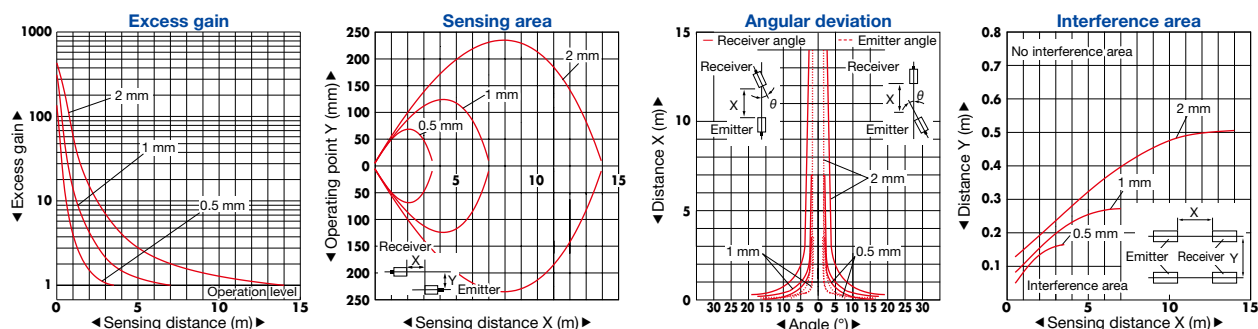 Excess gain
1000
100
10
1
◄ Excess gain ►
2 mm
1 mm
0.5 mm
Operation level
0 5 10 15
◄ Sensing distance (m) ►
Sensing area
250
200
150
100
50
0
50
100
150
200
250
◄ Operating point Y (mm) ►
2 mm
1 mm
0.5 mm
5 10 15
Receiver
X
Y
Emitter
◄ Sensing distance X (m) ►
Angular deviation
Receiver angle
Emitter angle
15
10
5
0
◄ Distance X (m) ►
Receiver
X
θ
Emitter
Receiver
X
θ
Emitter
2 mm
1 mm
0.5 mm
30 25 20 15 10 5 0 5 10 15 20 25 30
◄ Angle (°) ►
Interference area
0.8
0.7
0.6
0.5
0.4
0.3
0.2
0.1
0
◄ Distance Y (m) ►
No interference area
2 mm
1 mm
0.5 mm
X
Emitter
Receiver
Y
Interference area
5 10 15
◄ Sensing distance X (m) ►